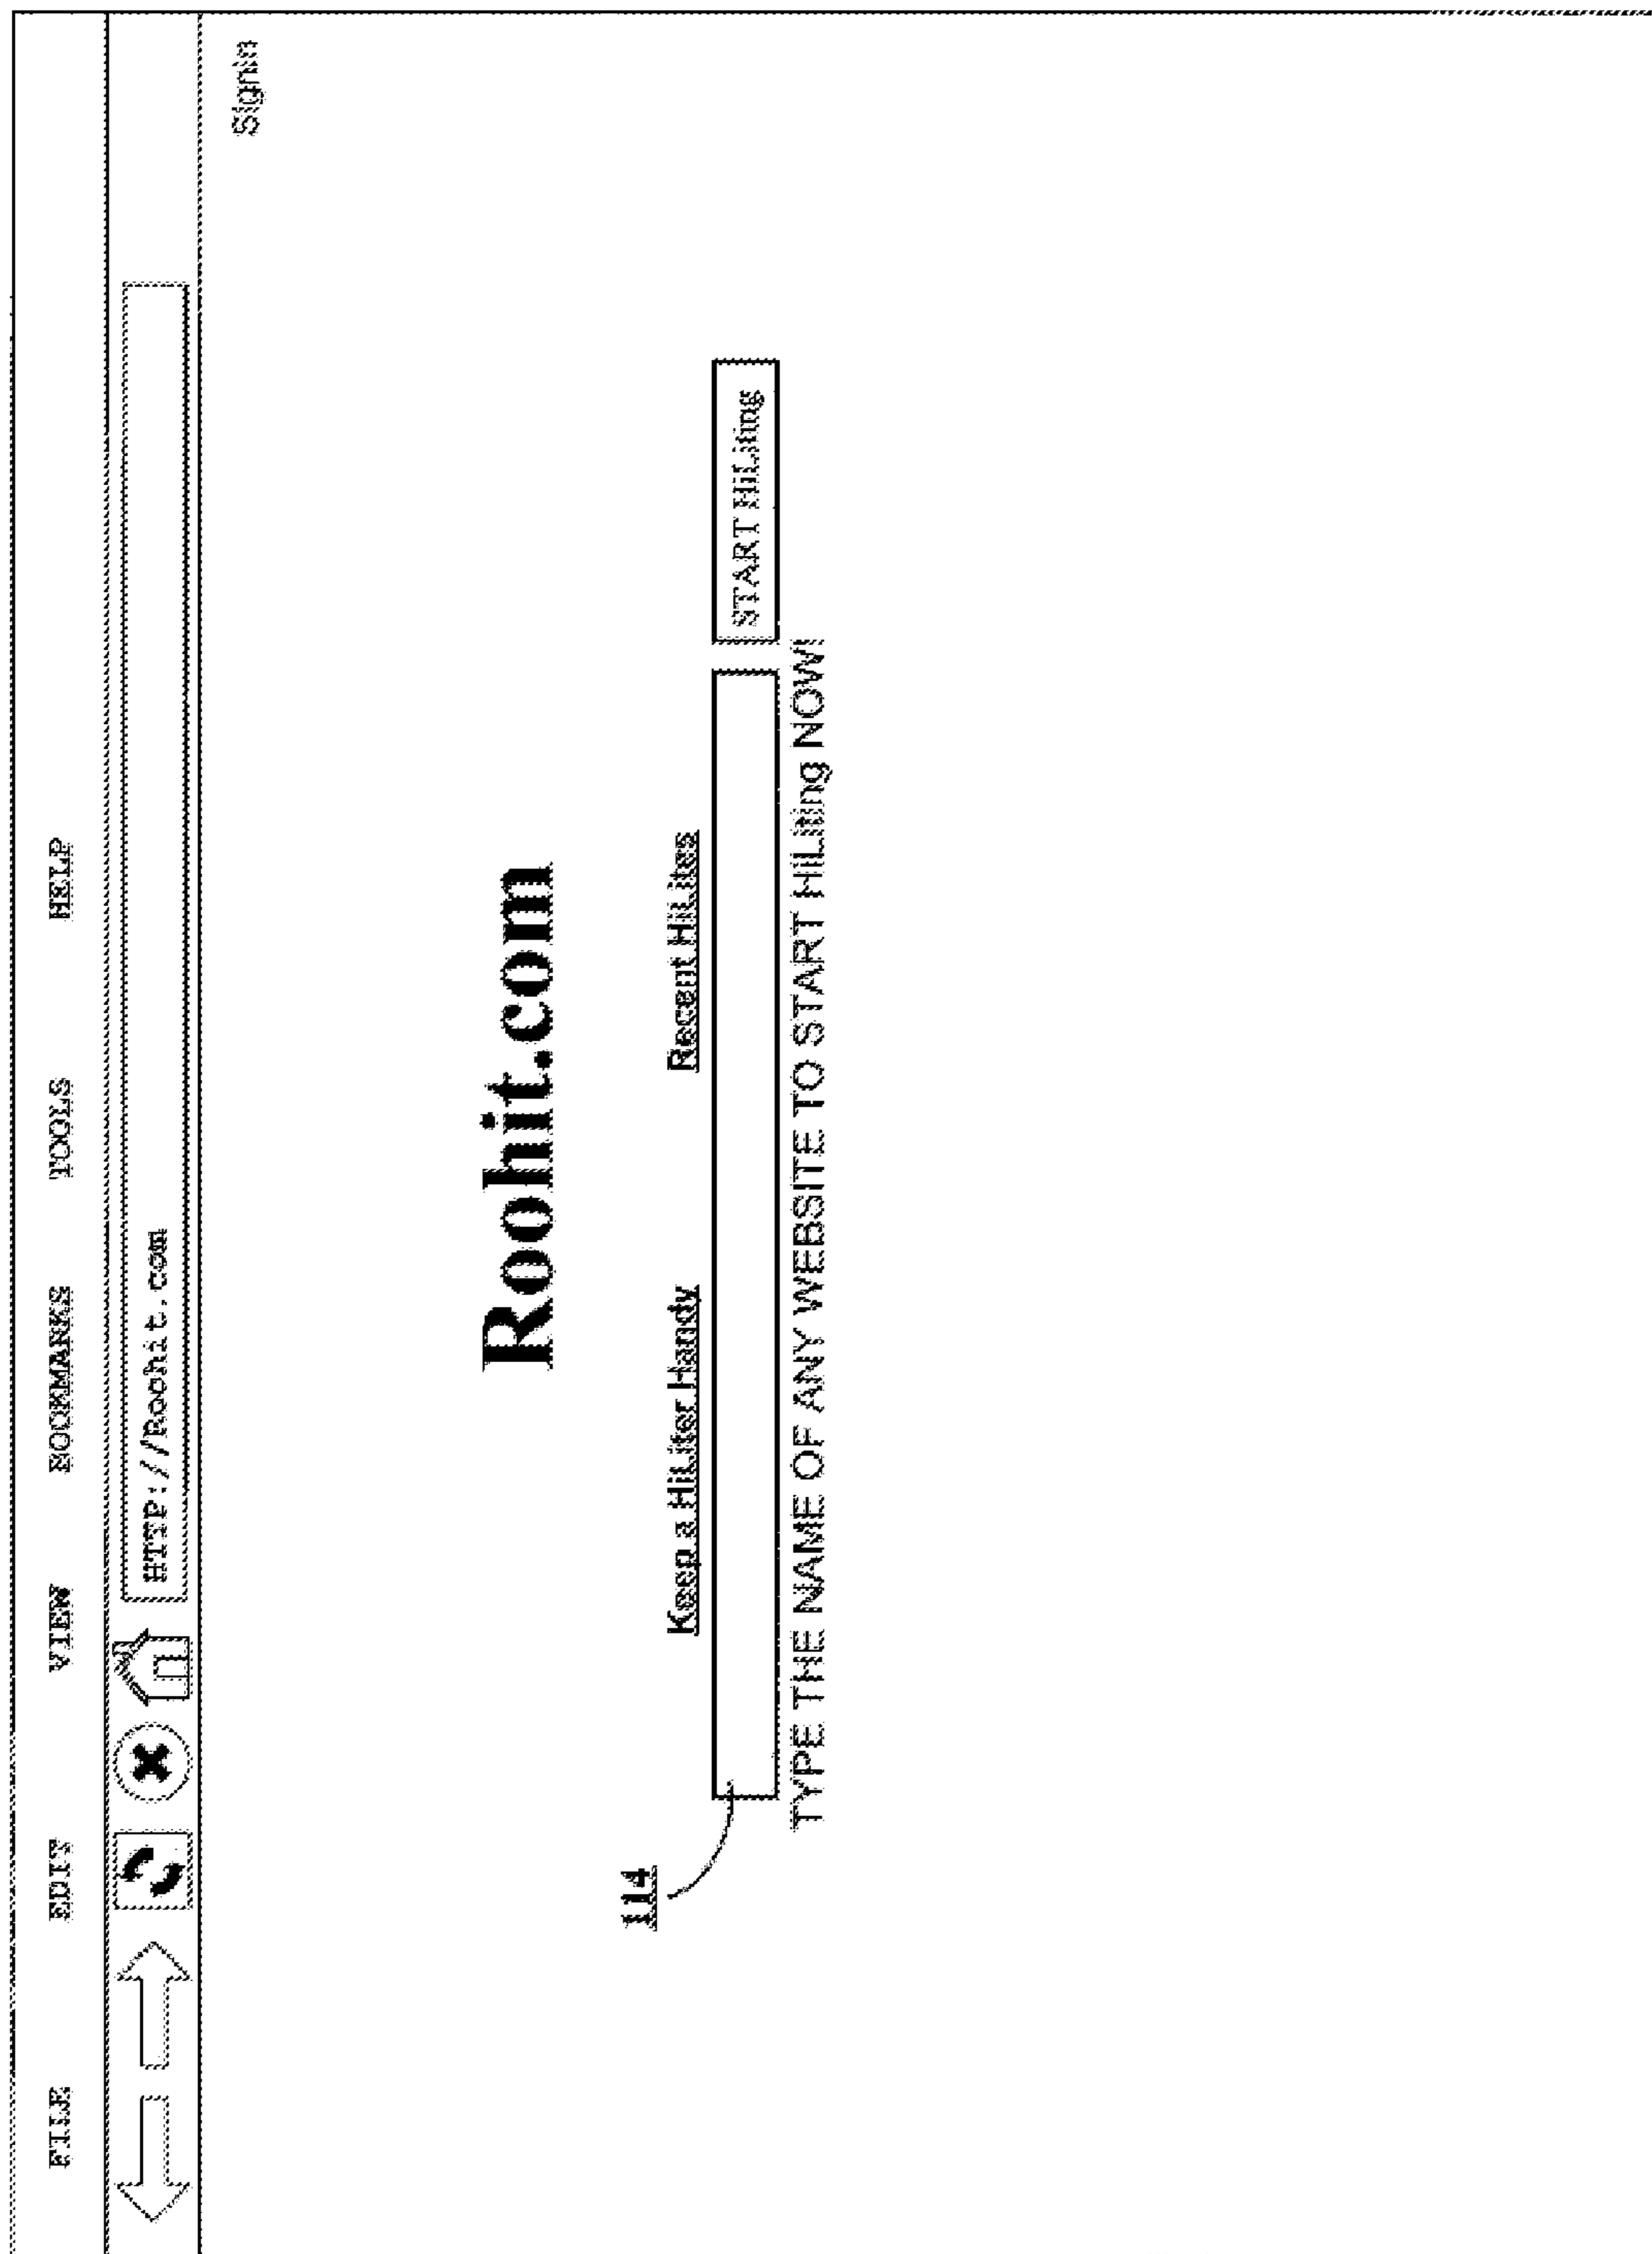 FILE EDIT VIEW BOOKMARKS TOOLS HELP
HTTP://Roohit.com
Signin
Roohit.com
114
Keep a HiLiter Handy Recent HiLites
START HiLiting
TYPE THE NAME OF ANY WEBSITE TO START HiLiting NOW!